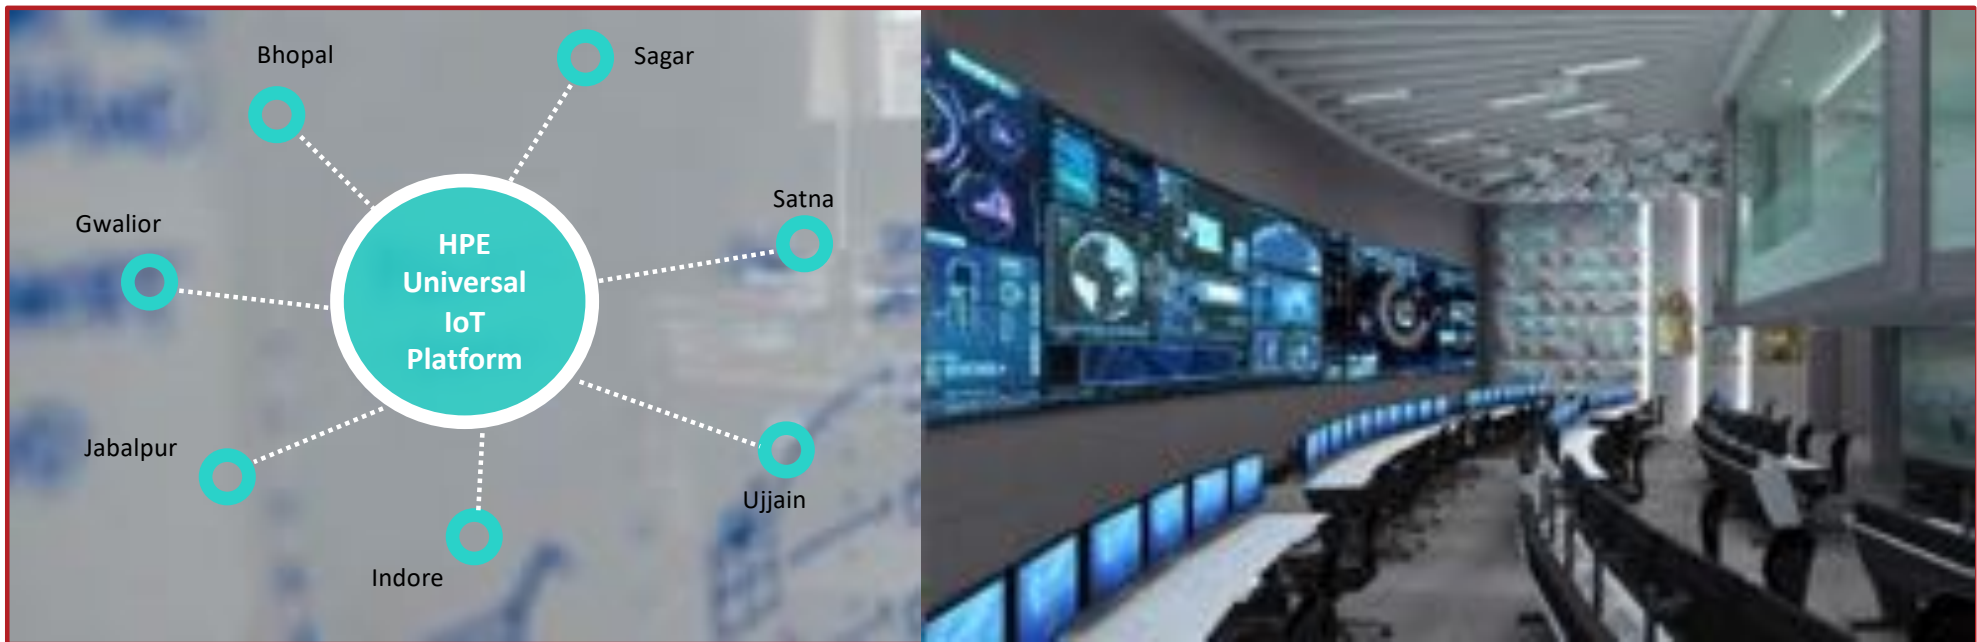 Bhopal
Sagar
Satna
Gwalior
HPE
Universal
IoT
Platform
Jabalpur
Ujjain
Indore